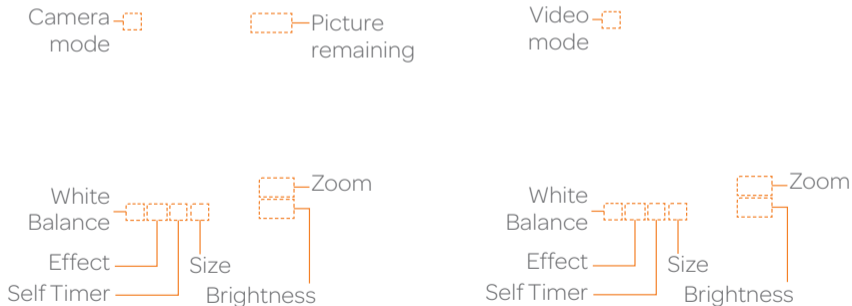 Camera
mode
Picture
remaining
Video
mode
White
Balance
Zoom
Effect
Size
Self Timer
Brightness
White
Balance
Zoom
Effect
Size
Self Timer
Brightness